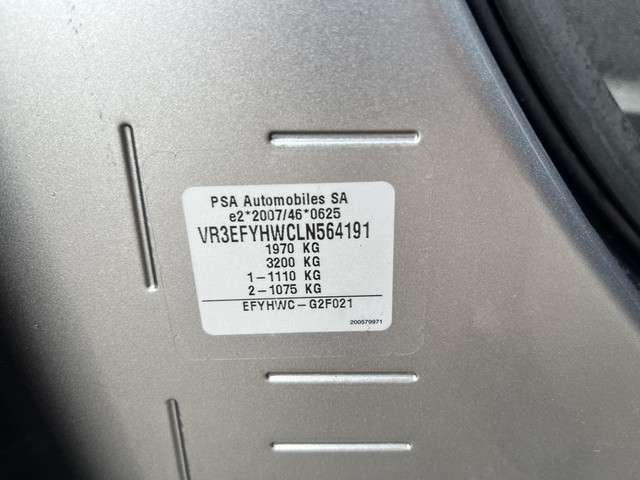 PSA Automobiles SA
e2*2007/46*0625
VR3EFYHWCLN564191
1970 KG
3200 KG
1-1110 KG
2-1075 KG
EFYHWC-G2F021
200579971